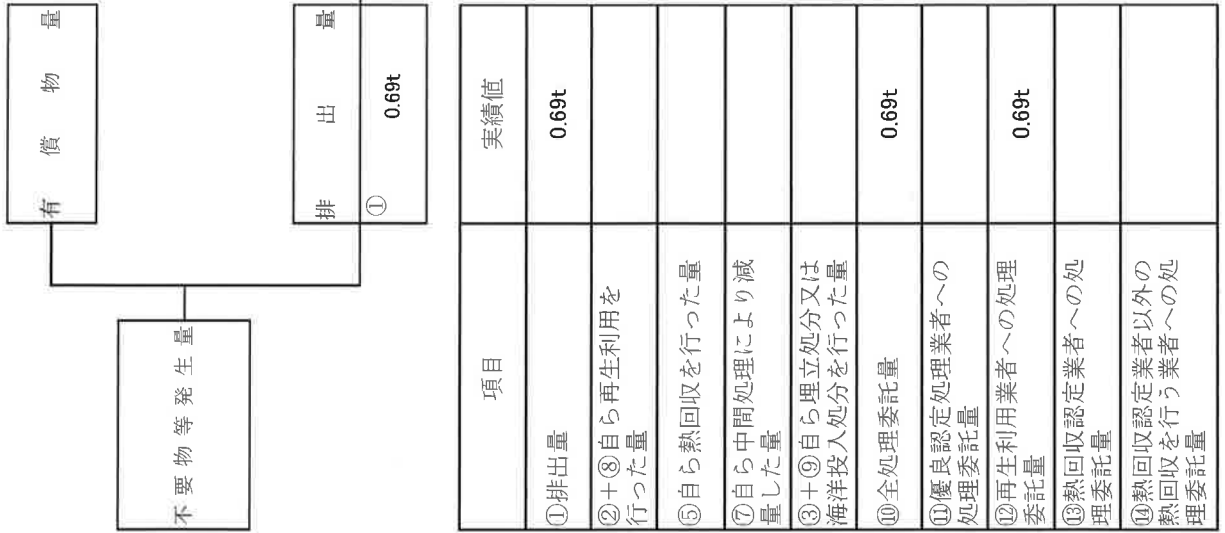 有償物量
不要物等発生量
排出量
①
0.69t
項目
実績値
①排出量
0.69t
②+⑧自ら再生利用を
行った量
⑤自ら熱回収を行った量
⑦自ら中間処理により減
量した量
③+⑨自ら埋立処分又は
海洋投入処分を行った量
⑩全処理委託量
0.69t
⑪優良認定処理業者への
処理委託量
⑫再生利用業者への処理
委託量
0.69t
⑬熱回収認定業者への処
理委託量
⑭熱回収認定業者以外の
熱回収を行う業者への処
理委託量